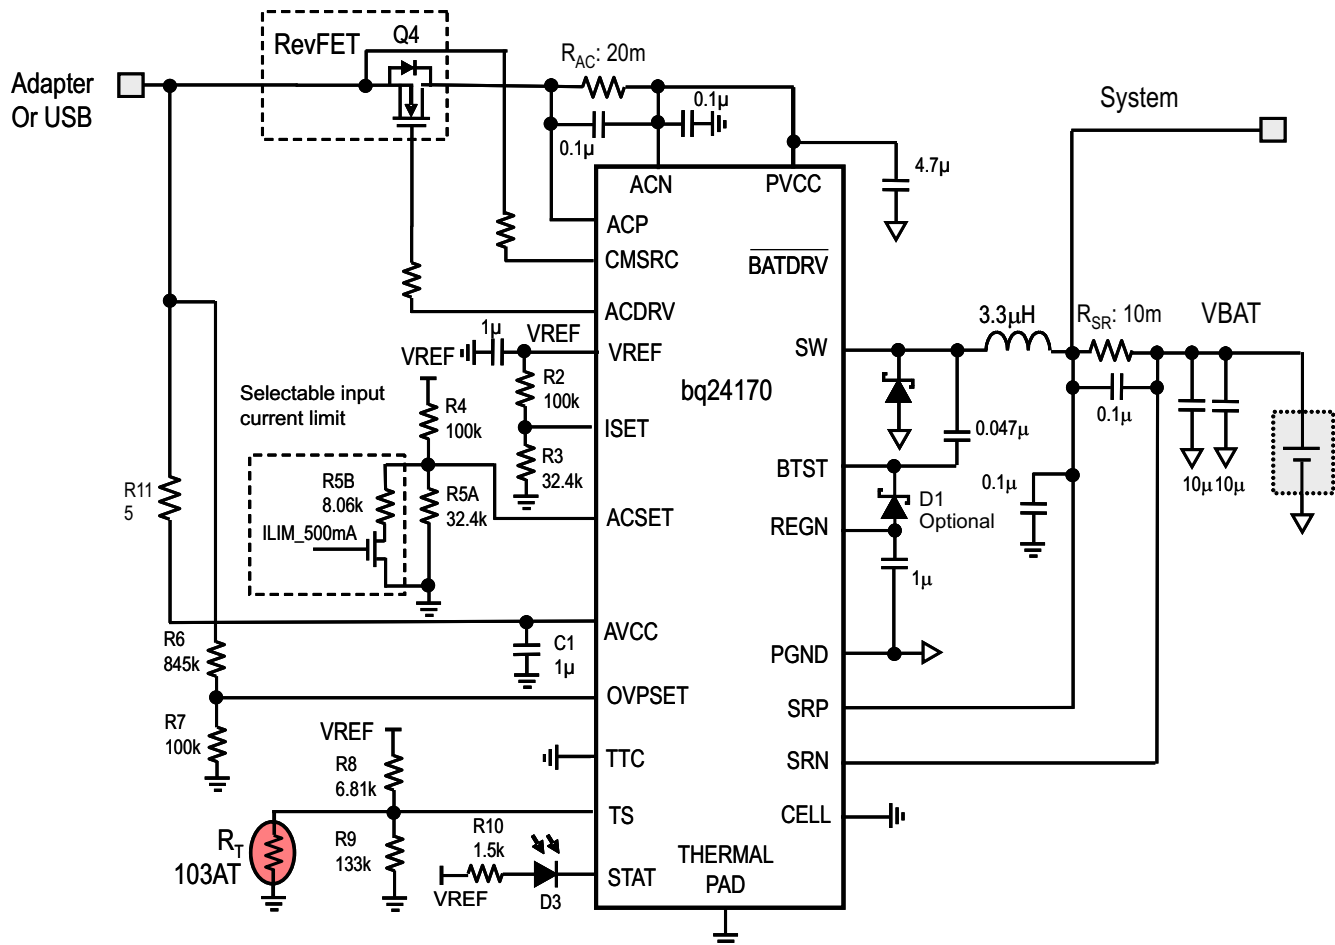 RevFET
Q4
Adapter
Or USB
RAC: 20m
0.1µ
0.1µ
System
4.7µ
ACN
PVCC
ACP
CMSRC
BATDRV
ACDRV
1µ
VREF
VREF
VREF
R2
100k
R4
100k
ISET
R3
32.4k
Selectable input
current limit
R5B
8.06k
R5A
32.4k
ILIM_500mA
ACSET
bq24170
3.3µH
RSR: 10m
VBAT
SW
0.1µ
0.047µ
BTST
0.1µ
10µ
10µ
D1
Optional
REGN
1µ
R11
5
AVCC
C1
1µ
PGND
R6
845k
OVPSET
SRP
R7
100k
VREF
R8
6.81k
TTC
SRN
TS
CELL
RT
103AT
R9
133k
R10
1.5k
VREF
D3
STAT
THERMAL
PAD